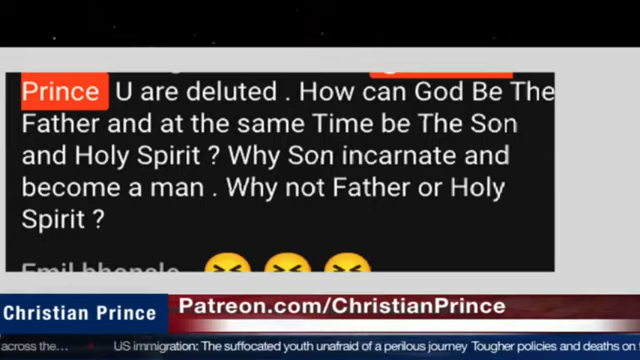 Prince U are deluted . How can God Be The
Father and at the same Time be The Son
and Holy Spirit ? Why Son incarnate and
become a man . Why not Father or Holy
Spirit ?
Christian Prince
Patreon.com/ChristianPrince
across the... US immigration: The suffocated youth unafraid of a perilous journey Tougher policies and deaths on